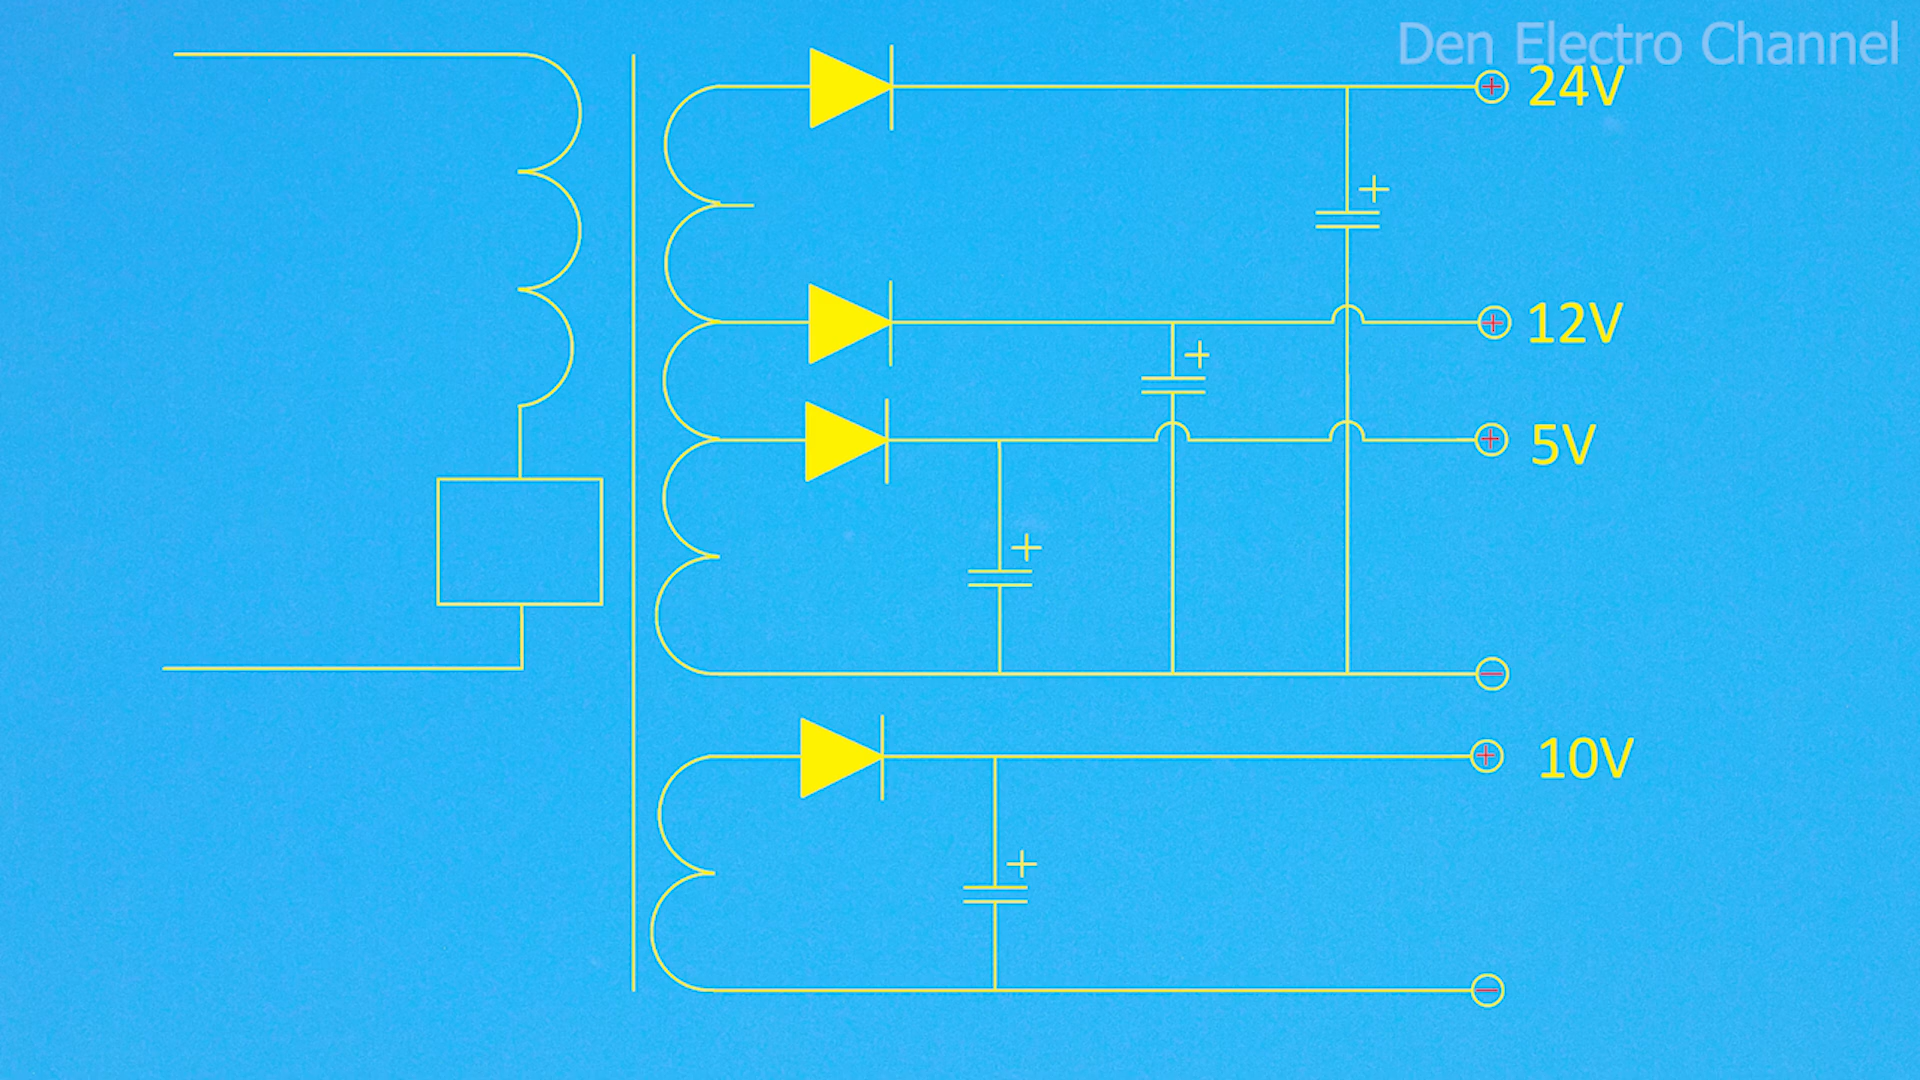 Den Electro Channel
24V
+
12V
+
5V
+
+
10V
+